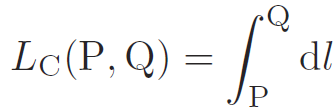 L_C(P, Q) = ∫_P^Q dl